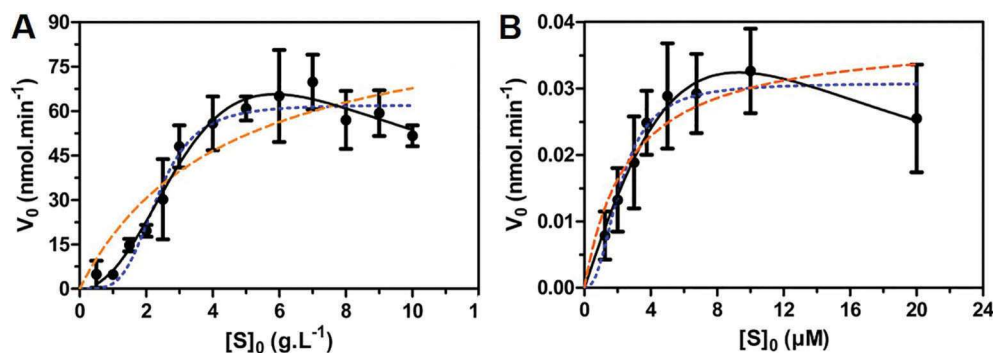 A
90
75
60
45
30
15
0
V0 (nmol.min-1)
0 2 4 6 8 10 1
[S]0 (g.L-1)
B
0.04
0.03
0.02
0.01
0.00
V0 (nmol.min-1)
0 4 8 12 16 20 24
[S]0 (µM)